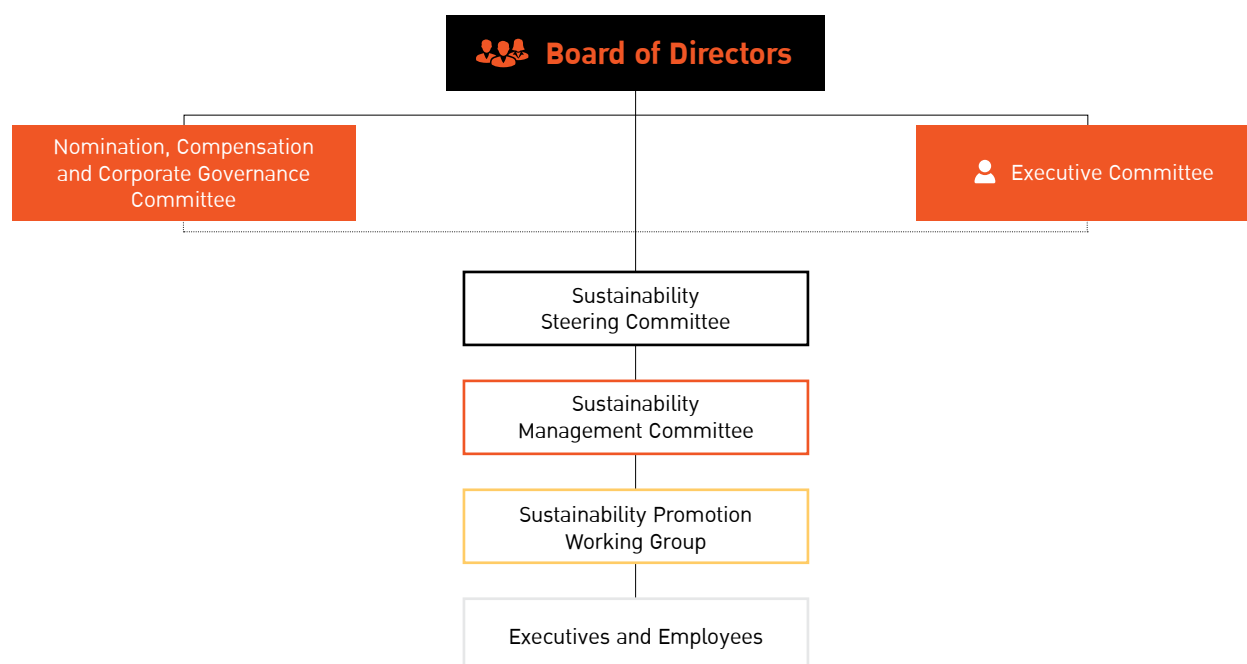 Board of Directors
Nomination, Compensation
and Corporate Governance
Committee
Executive Committee
Sustainability
Steering Committee
Sustainability
Management Committee
Sustainability Promotion
Working Group
Executives and Employees